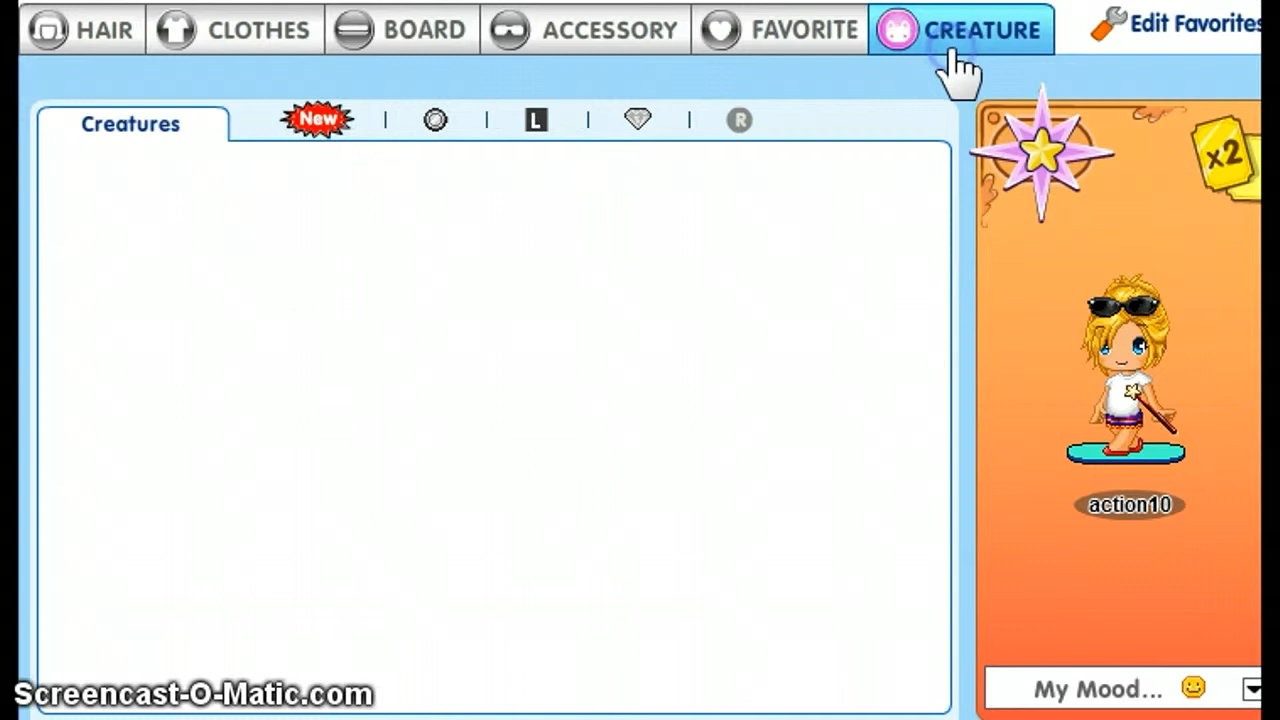 HAIR
CLOTHES
BOARD
ACCESSORY
FAVORITE
CREATURE
Edit Favorites
Creatures
New
L
R
x2
action10
My Mood...
Screencast-O-Matic.com